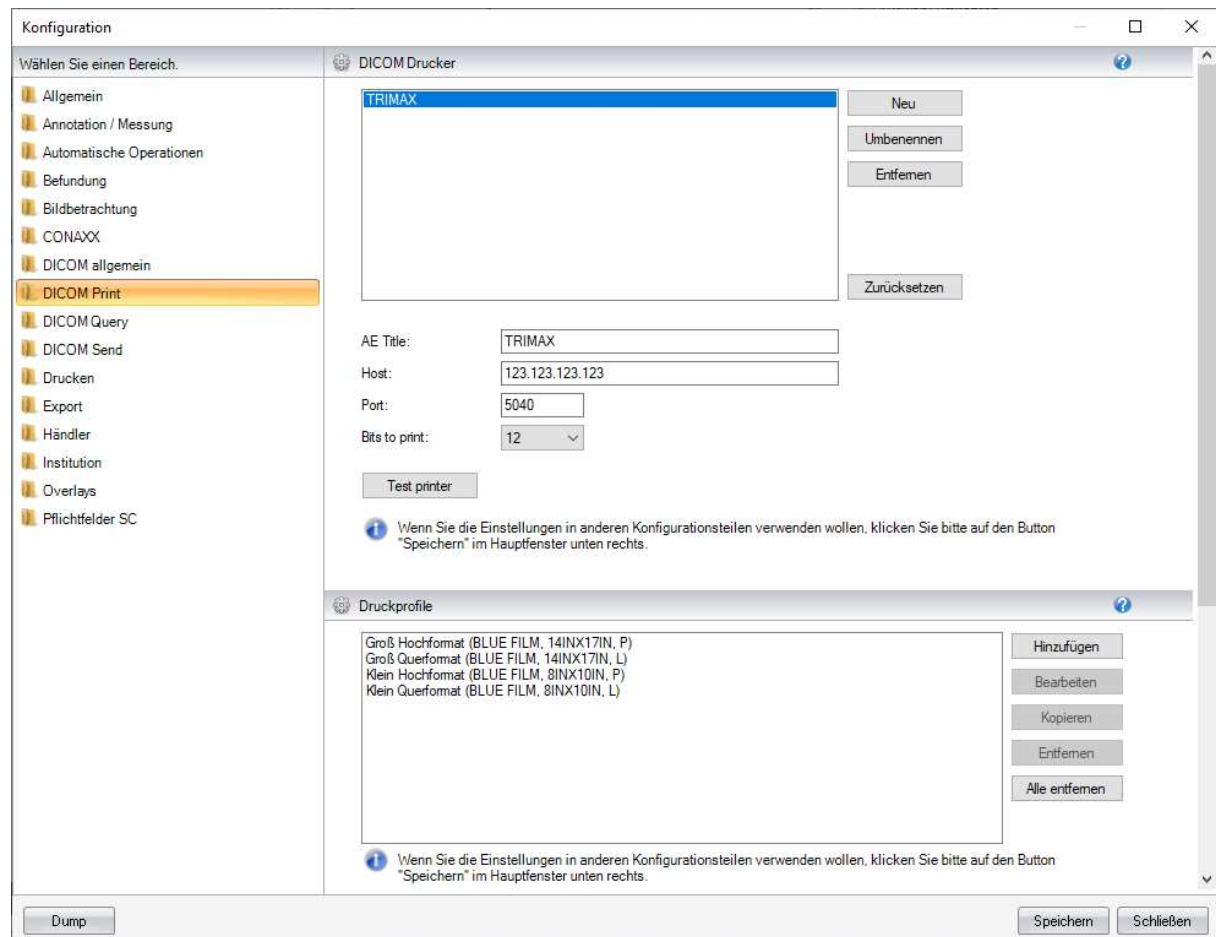 Konfiguration
Wählen Sie einen Bereich.
Allgemein
Annotation / Messung
Automatische Operationen
Befundung
Bildbetrachtung
CONAXX
DICOM allgemein
DICOM Print
DICOM Query
DICOM Send
Drucken
Export
Händler
Institution
Overlays
Pflichtfelder SC
DICOM Drucker
TRIMAX
Neu
Umbenennen
Entfernen
Zurücksetzen
AE Title: TRIMAX
Host: 123.123.123.123
Port: 5040
Bits to print: 12
Test printer
Wenn Sie die Einstellungen in anderen Konfigurationsteilen verwenden wollen, klicken Sie bitte auf den Button
"Speichern" im Hauptfenster unten rechts.
Druckprofile
Groß Hochformat (BLUE FILM, 14INX17IN, P)
Groß Querformat (BLUE FILM, 14INX17IN, L)
Klein Hochformat (BLUE FILM, 8INX10IN, P)
Klein Querformat (BLUE FILM, 8INX10IN, L)
Hinzufügen
Bearbeiten
Kopieren
Entfernen
Alle entfernen
Wenn Sie die Einstellungen in anderen Konfigurationsteilen verwenden wollen, klicken Sie bitte auf den Button
"Speichern" im Hauptfenster unten rechts.
Dump
Speichern
Schließen